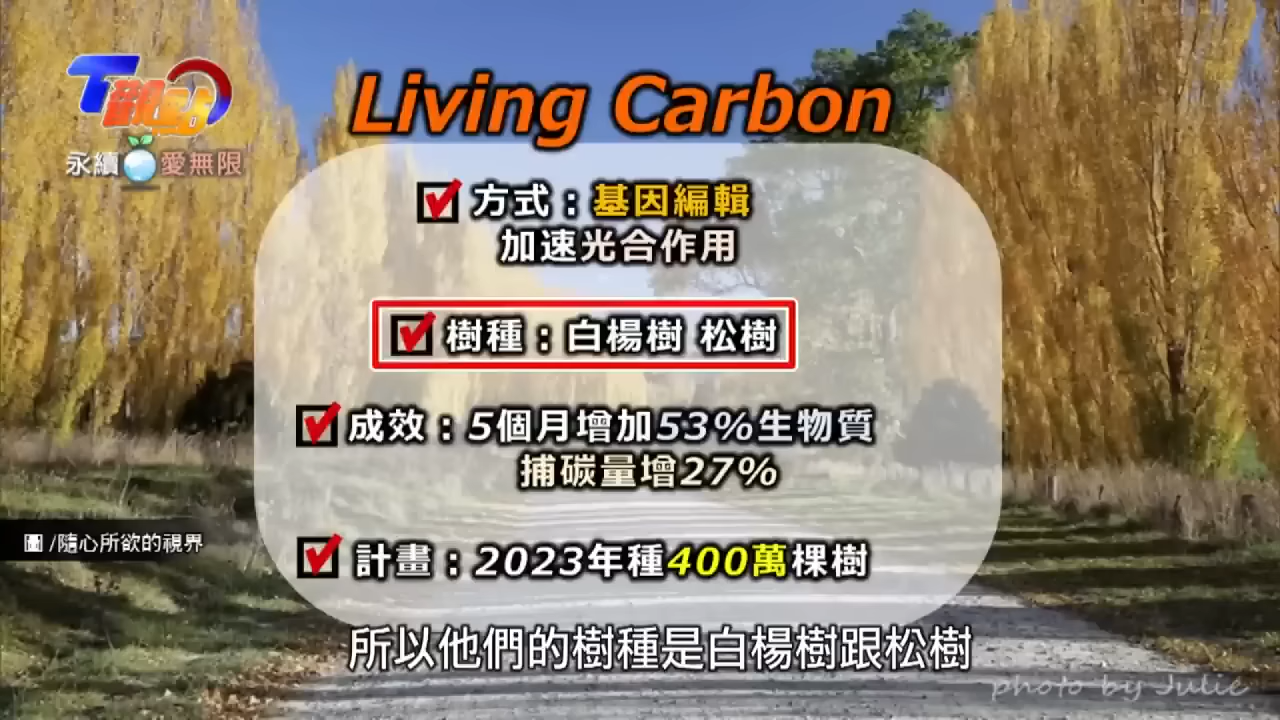 T觀點
永續 愛無限
Living Carbon
方式：基因編輯
加速光合作用
樹種：白楊樹 松樹
成效：5個月增加53%生物質
捕碳量增27%
圖/隨心所欲的視界
計畫：2023年種400萬棵樹
所以他們的樹種是白楊樹跟松樹
photo by Julie